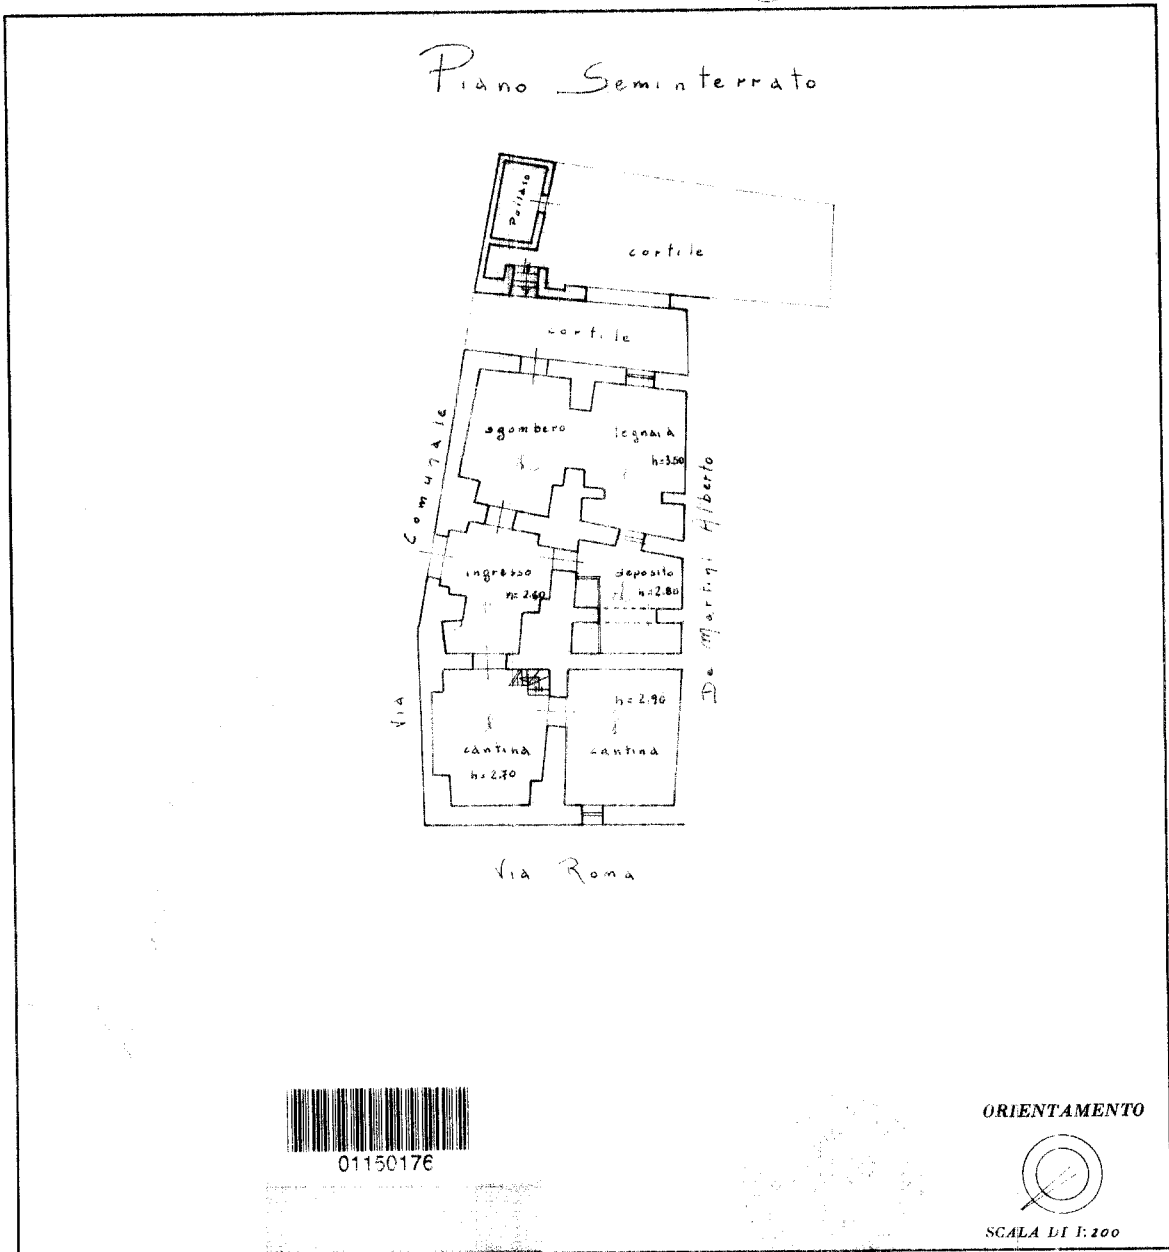 Piano Seminterrato
Pollaio
cortile
cortile
sgombero
legnaia
h=3.50
Via Comunale
De Martini Alberto
ingresso
h=2.60
deposito
h=2.80
h=2.90
cantina
h=2.70
cantina
Via Roma
01150176
ORIENTAMENTO
SCALA DI 1:200